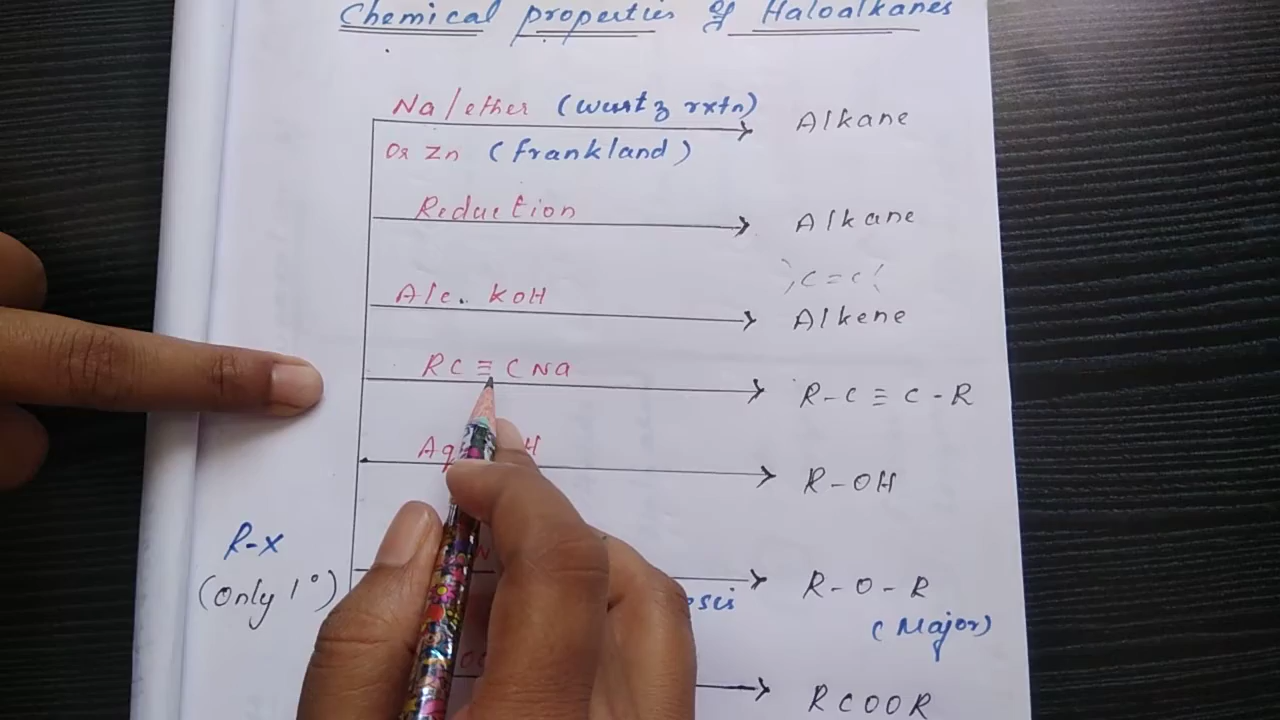 Chemical properties of Haloalkanes
Na/ether (wurtz rxtn) Alkane
Or Zn (frankland)
Reduction Alkane
C=C
Alc. KOH Alkene
RC≡CNa R-C≡C-R
R-OH
R-X
(only 1°) R-O-R
(Major)
RCOOR